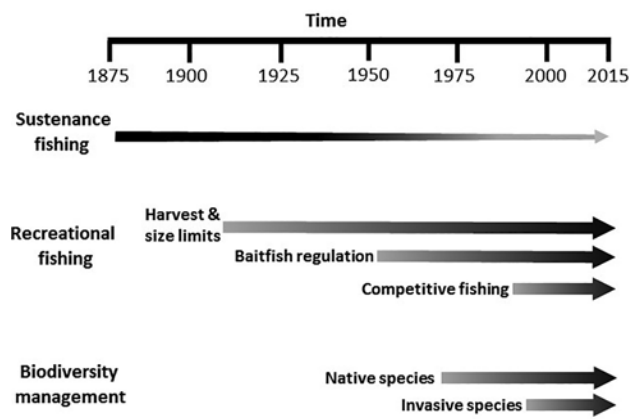 Time
1875 1900 1925 1950 1975 2000 2015
Sustenance
fishing
Recreational
fishing
Harvest &
size limits
Baitfish regulation
Competitive fishing
Biodiversity
management
Native species
Invasive species